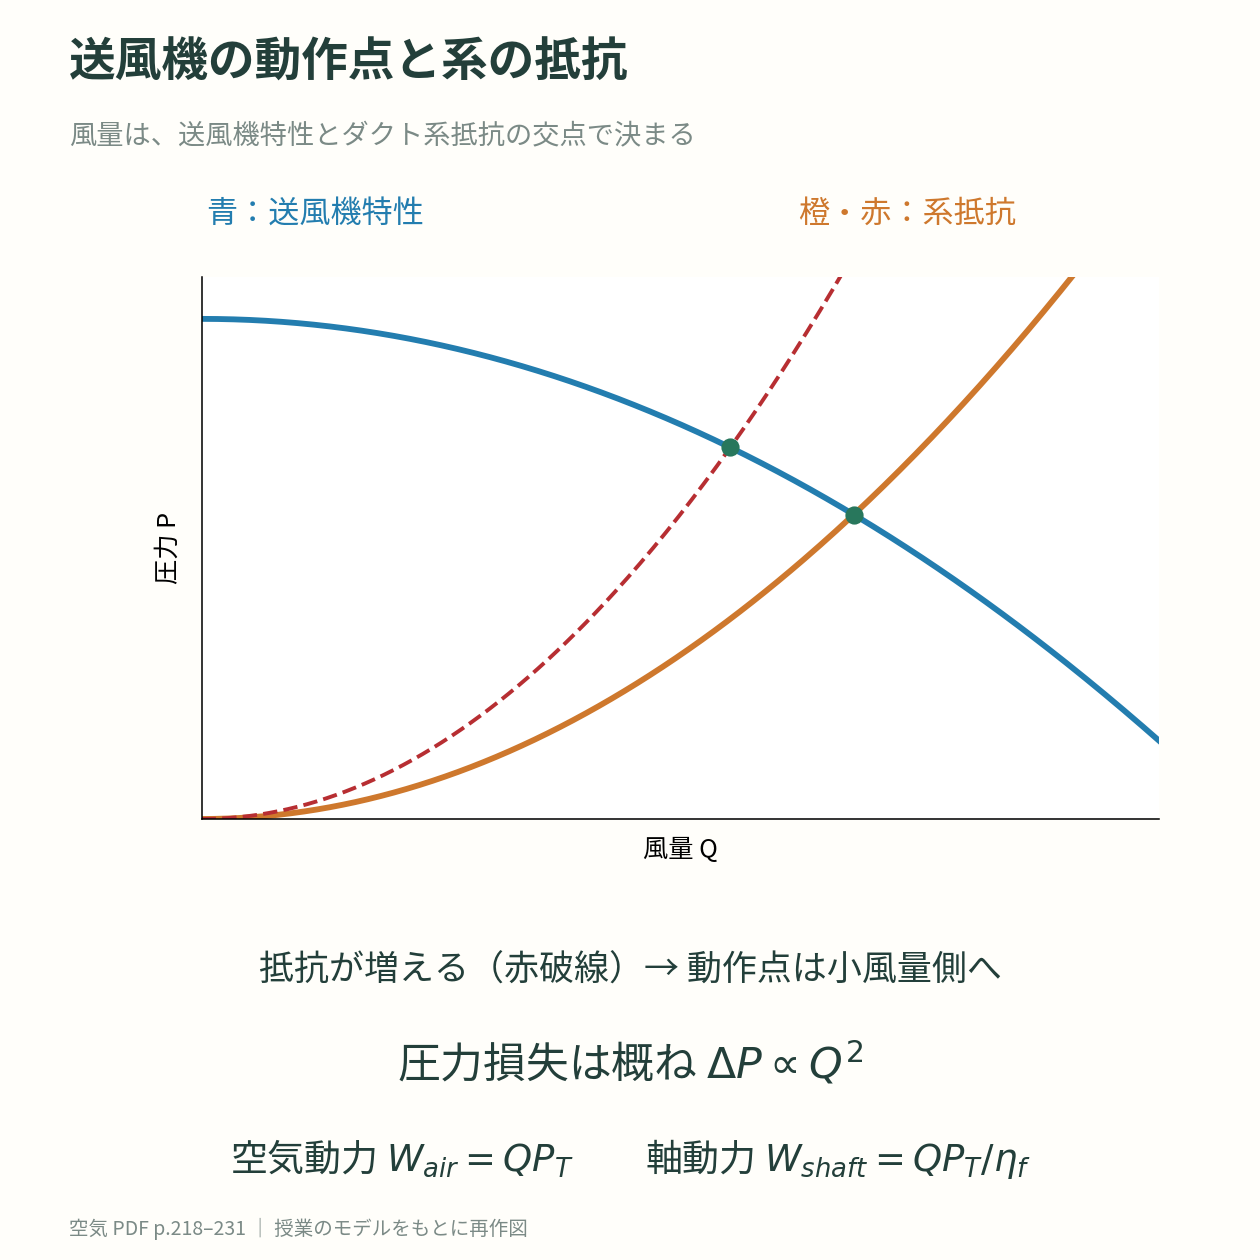 送風機の動作点と系の抵抗
風量は、送風機特性とダクト系抵抗の交点で決まる
青：送風機特性
橙・赤：系抵抗
圧力 P
風量 Q
抵抗が増える（赤破線）→ 動作点は小風量側へ
圧力損失は概ね ΔP ∝ Q²
空気動力 W_air = QP_T　軸動力 W_shaft = QP_T/η_f
空気 PDF p.218–231 ｜ 授業のモデルをもとに再作図